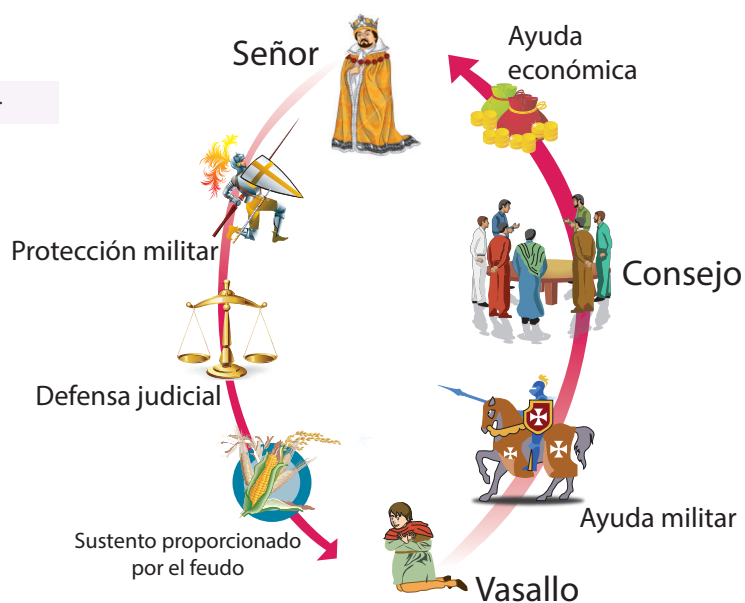 Señor
Ayuda
económica
Protección militar
Consejo
Defensa judicial
Ayuda militar
Sustento proporcionado
por el feudo
Vasallo